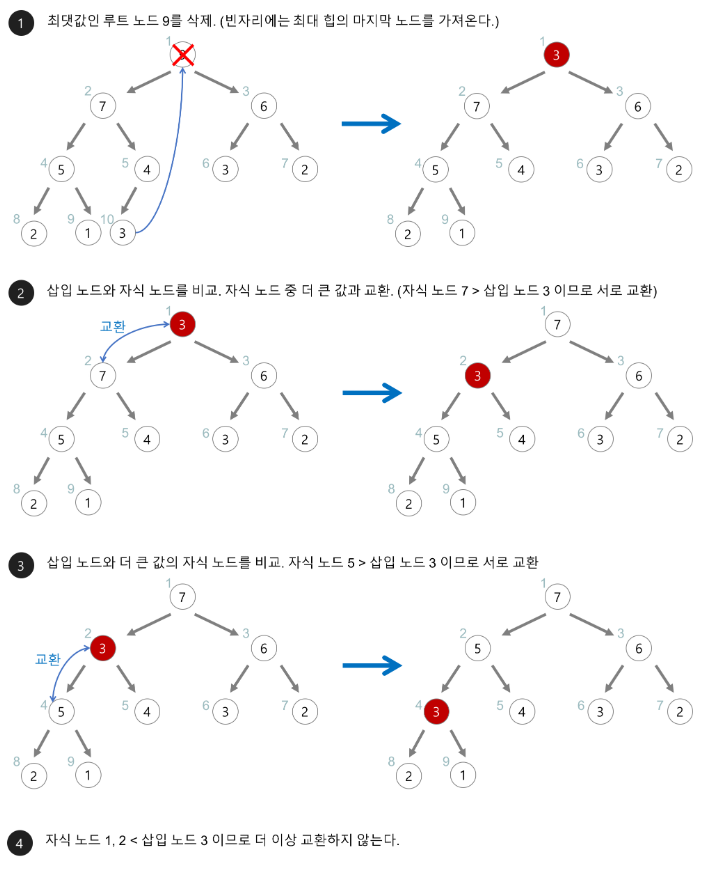 1 최댓값인 루트 노드 9를 삭제. (빈자리에는 최대 힙의 마지막 노드를 가져온다.)
1 1
3
2 3 2 3
7 6 7 6
4 5 6 7 4 5 6 7
5 4 3 2 5 4 3 2
8 9 10 8 9
2 1 3 2 1
2 삽입 노드와 자식 노드를 비교. 자식 노드 중 더 큰 값과 교환. (자식 노드 7 > 삽입 노드 3 이므로 서로 교환)
1 1
교환 3 7
2 3 2 3
7 6 3 6
4 5 6 7 4 5 6 7
5 4 3 2 5 4 3 2
8 9 8 9
2 1 2 1
3 삽입 노드와 더 큰 값의 자식 노드를 비교. 자식 노드 5 > 삽입 노드 3 이므로 서로 교환
1 1
7 7
2 3 2 3
3 6 5 6
교환
4 5 6 7 4 5 6 7
5 4 3 2 3 4 3 2
8 9 8 9
2 1 2 1
4 자식 노드 1, 2 < 삽입 노드 3 이므로 더 이상 교환하지 않는다.